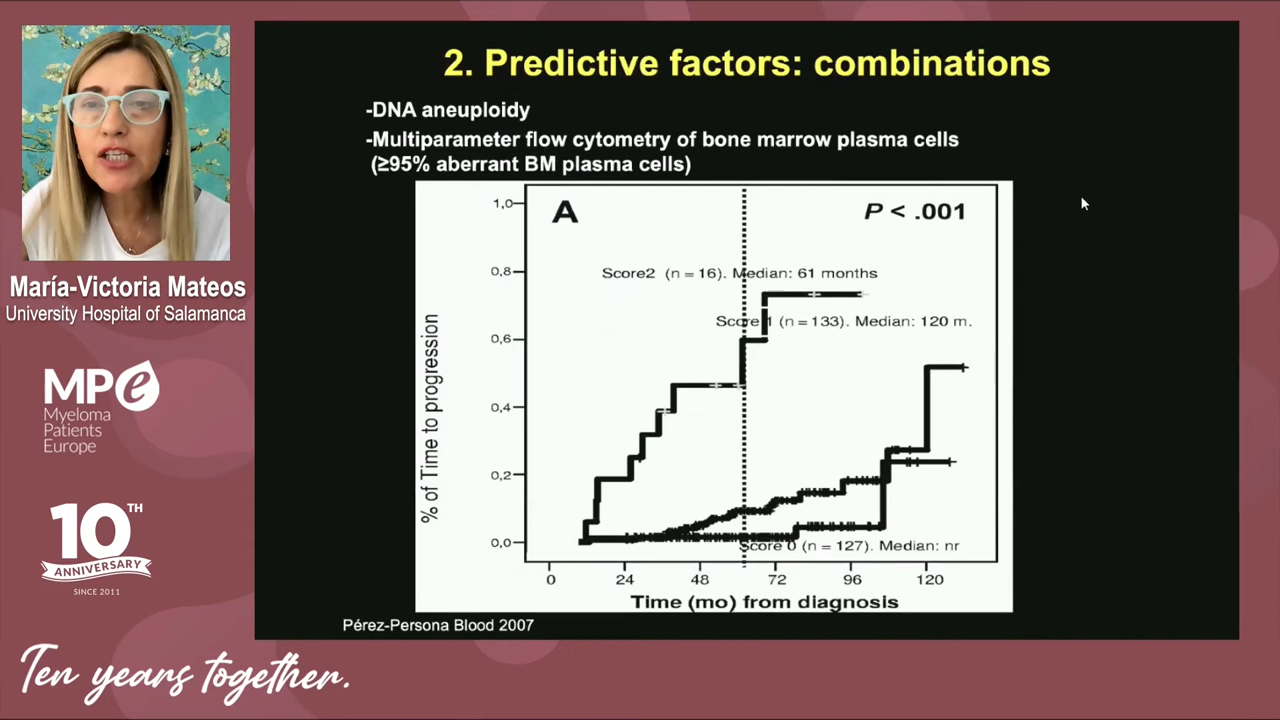 2. Predictive factors: combinations
-DNA aneuploidy
-Multiparameter flow cytometry of bone marrow plasma cells
(≥95% aberrant BM plasma cells)
A
P < .001
Score2 (n = 16). Median: 61 months
Score 1 (n = 133). Median: 120 m.
Score 0 (n = 127). Median: nr
% of Time to progression
1,0
0,8
0,6
0,4
0,2
0,0
0 24 48 72 96 120
Time (mo) from diagnosis
Pérez-Persona Blood 2007
María-Victoria Mateos
University Hospital of Salamanca
MPe
Myeloma
Patients
Europe
10TH
ANNIVERSARY
SINCE 2011
Ten years together.